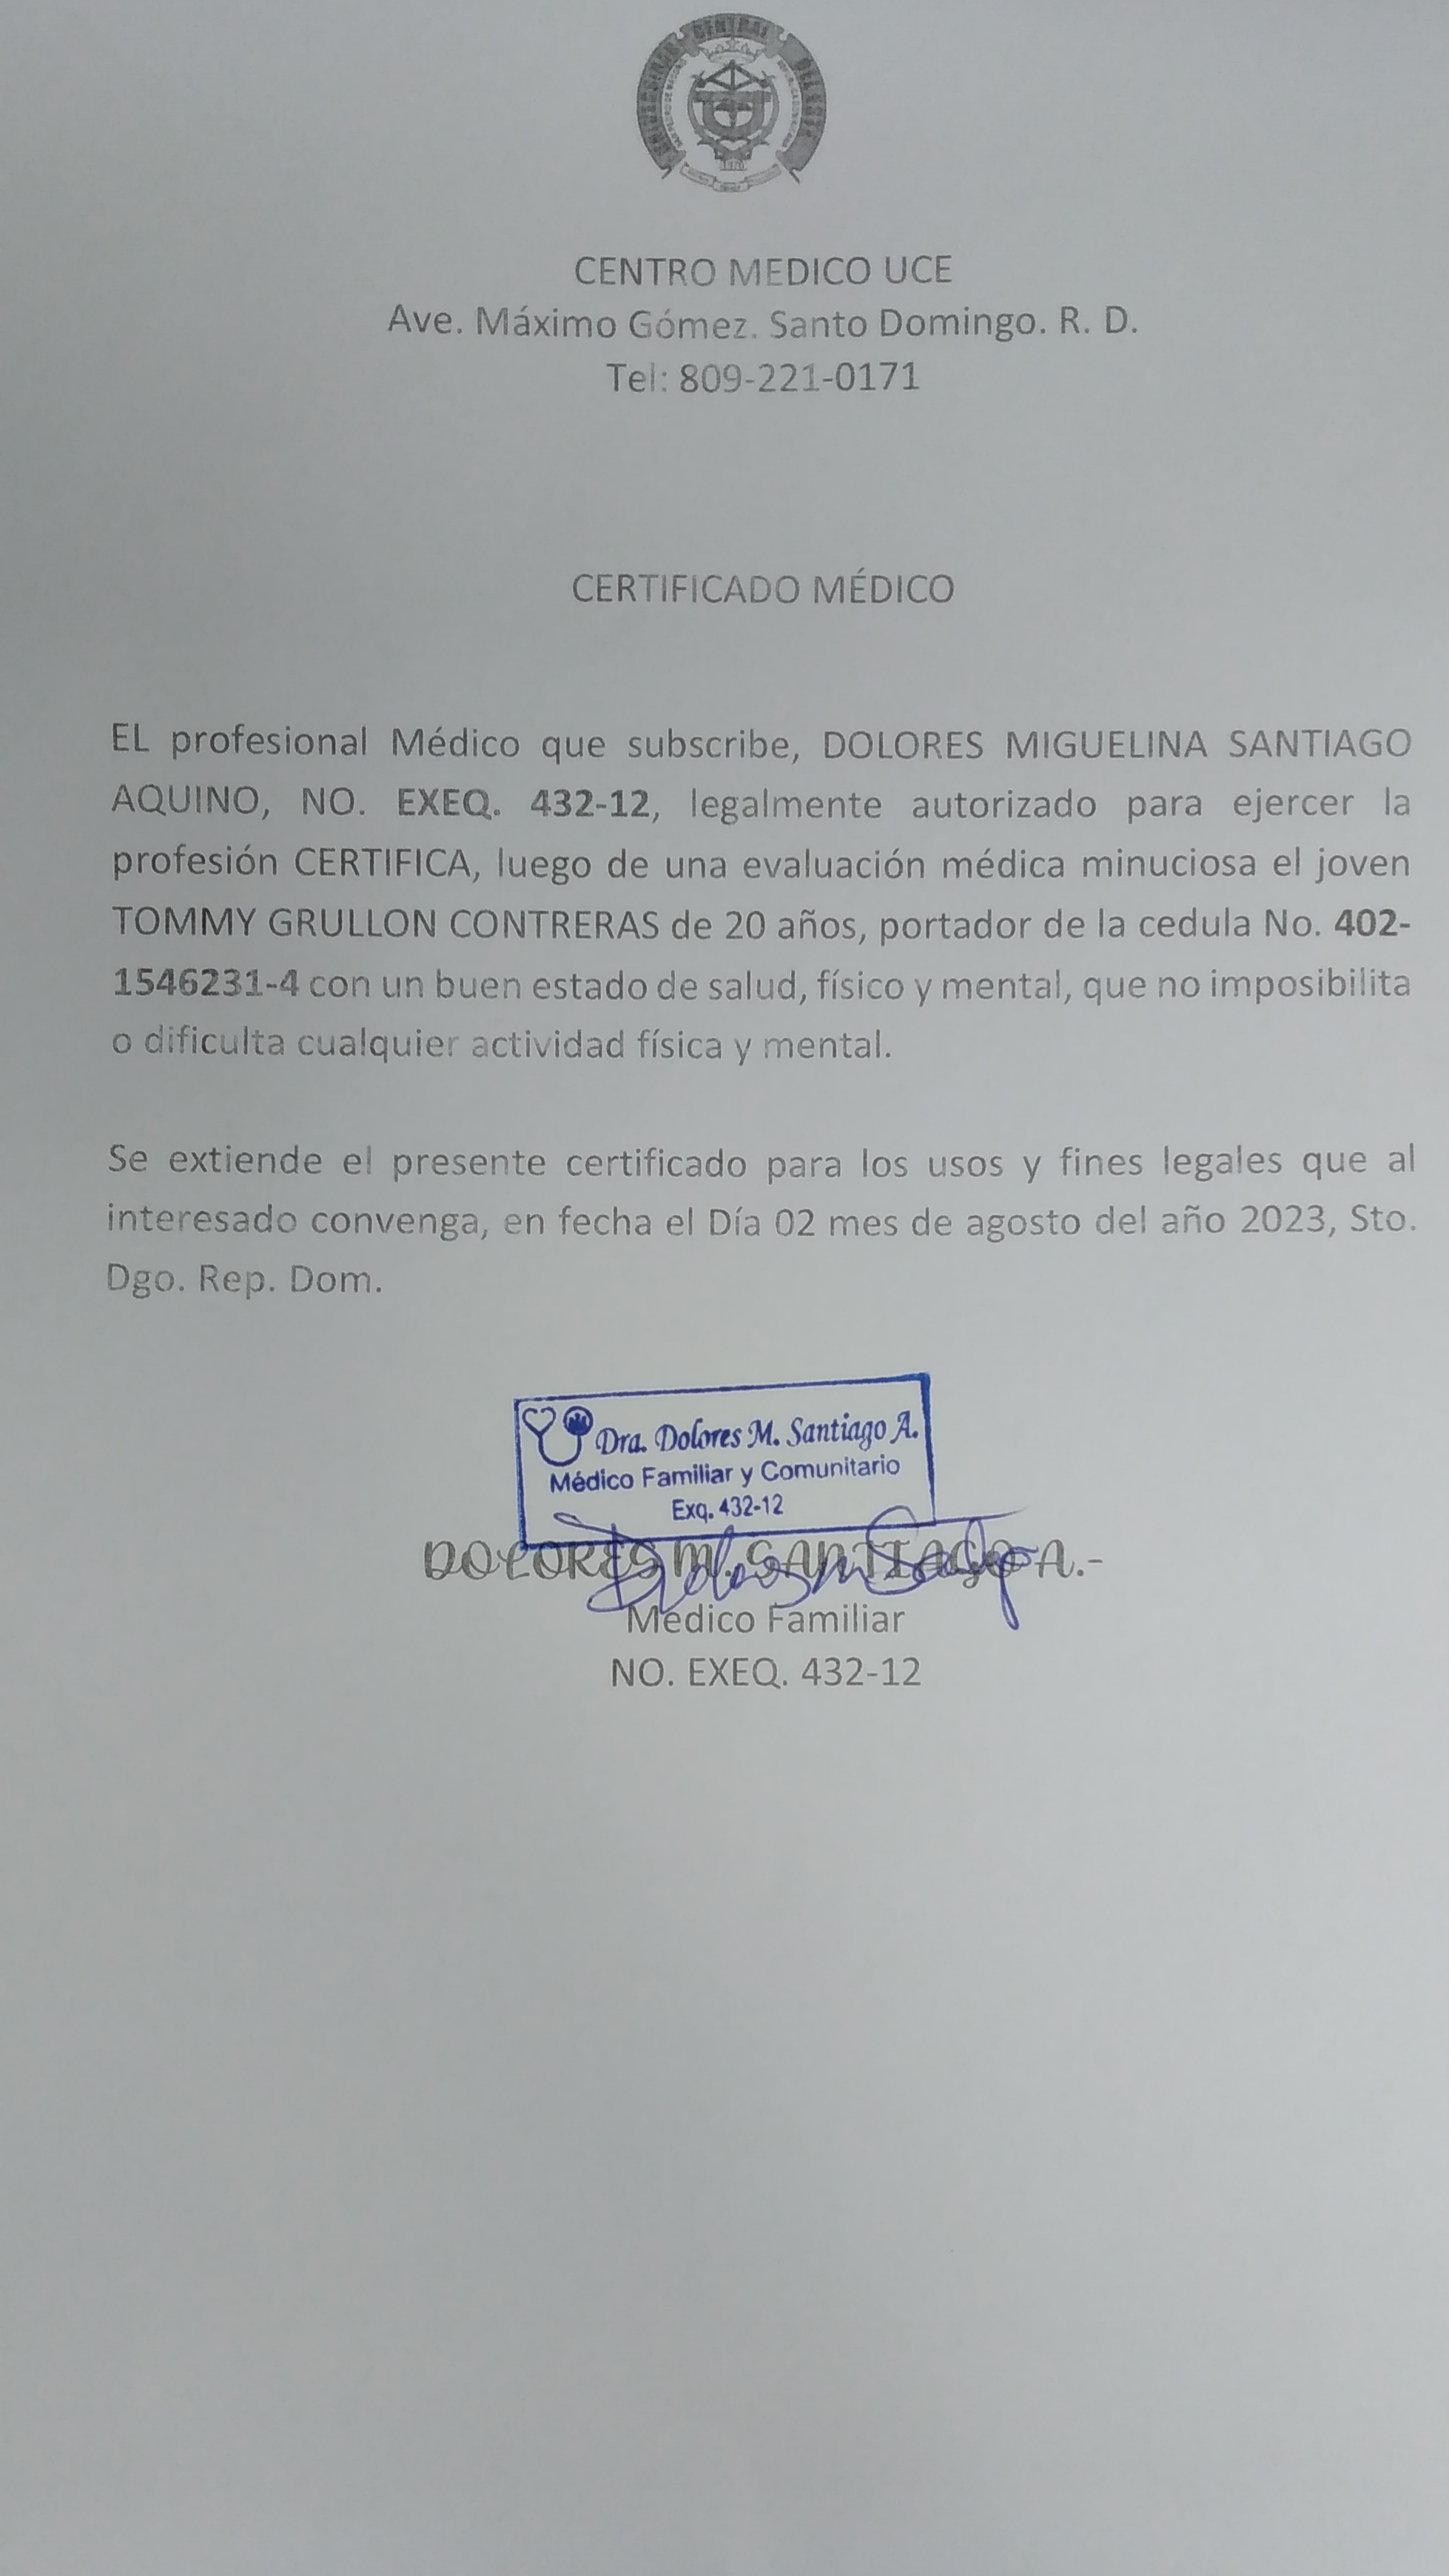 UNIVERSIDAD CENTRAL DEL ESTE
1970
CENTRO MEDICO UCE
Ave. Máximo Gómez. Santo Domingo. R. D.
Tel: 809-221-0171
CERTIFICADO MÉDICO
EL profesional Médico que subscribe, DOLORES MIGUELINA SANTIAGO
AQUINO, NO. EXEQ. 432-12, legalmente autorizado para ejercer la
profesión CERTIFICA, luego de una evaluación médica minuciosa el joven
TOMMY GRULLON CONTRERAS de 20 años, portador de la cedula No. 402-
1546231-4 con un buen estado de salud, físico y mental, que no imposibilita
o dificulta cualquier actividad física y mental.
Se extiende el presente certificado para los usos y fines legales que al
interesado convenga, en fecha el Día 02 mes de agosto del año 2023, Sto.
Dgo. Rep. Dom.
Dra. Dolores M. Santiago A.
Médico Familiar y Comunitario
Exq. 432-12
DOLORES M. SANTIAGO A.-
Médico Familiar
NO. EXEQ. 432-12